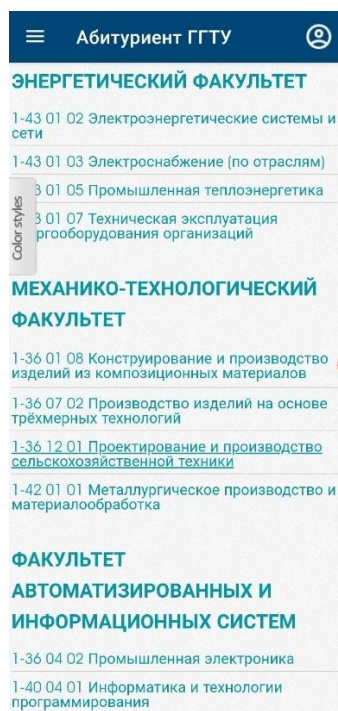 Абитуриент ГГТУ
ЭНЕРГЕТИЧЕСКИЙ ФАКУЛЬТЕТ
1-43 01 02 Электроэнергетические системы и
сети
1-43 01 03 Электроснабжение (по отраслям)
3 01 05 Промышленная теплоэнергетика
3 01 07 Техническая эксплуатация
ргооборудования организаций
Color styles
МЕХАНИКО-ТЕХНОЛОГИЧЕСКИЙ
ФАКУЛЬТЕТ
1-36 01 08 Конструирование и производство
изделий из композиционных материалов
1-36 07 02 Производство изделий на основе
трёхмерных технологий
1-36 12 01 Проектирование и производство
сельскохозяйственной техники
1-42 01 01 Металлургическое производство и
материалообработка
ФАКУЛЬТЕТ
АВТОМАТИЗИРОВАННЫХ И
ИНФОРМАЦИОННЫХ СИСТЕМ
1-36 04 02 Промышленная электроника
1-40 04 01 Информатика и технологии
программирования